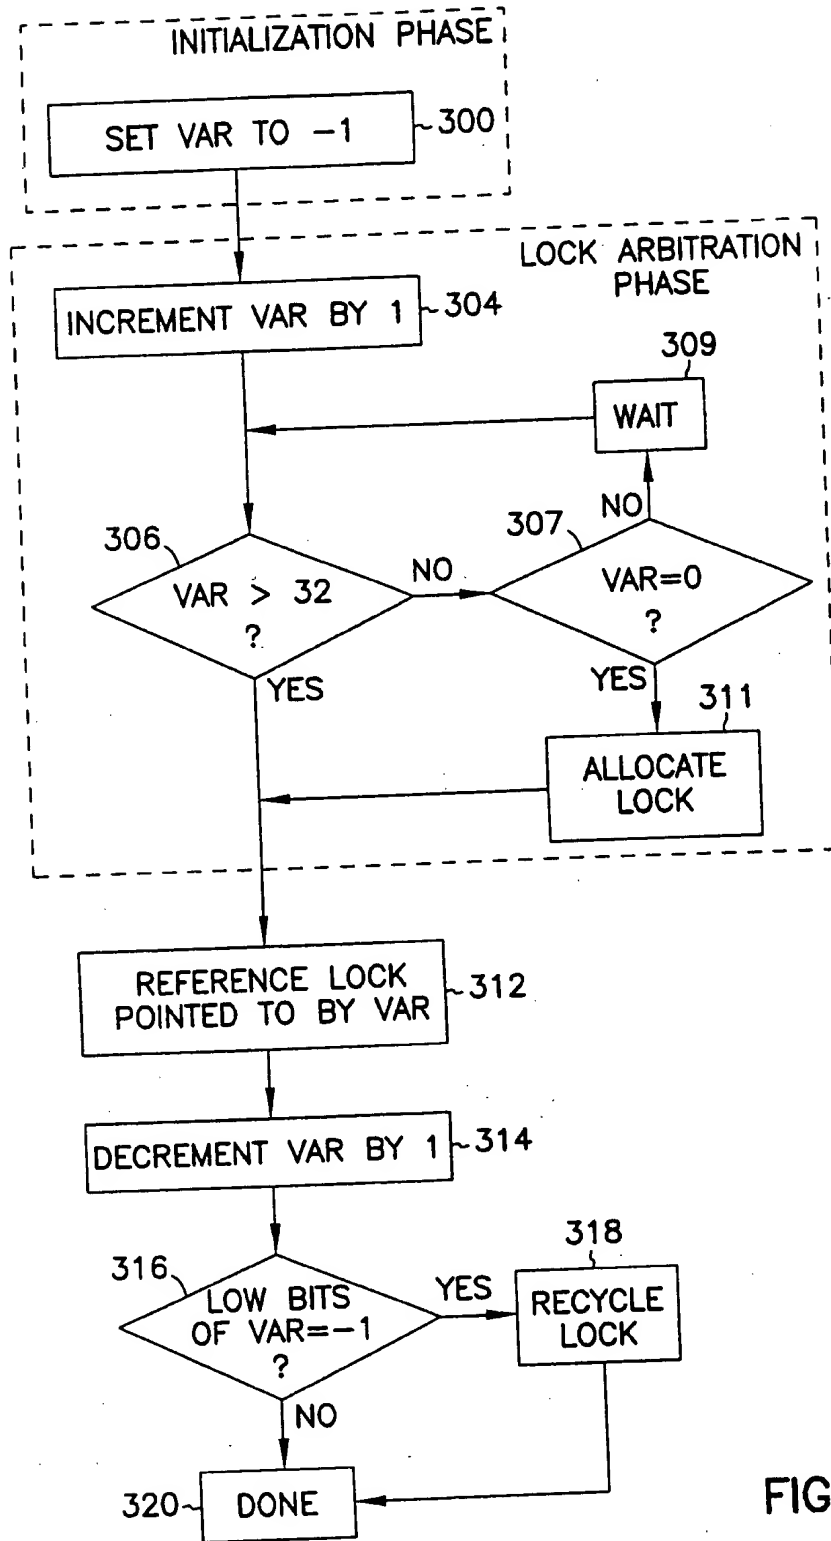 INITIALIZATION PHASE
SET VAR TO -1
300
LOCK ARBITRATION
PHASE
INCREMENT VAR BY 1
304
309
WAIT
NO
306
307
VAR > 32
?
NO
VAR=0
?
YES
YES
311
ALLOCATE
LOCK
REFERENCE LOCK
POINTED TO BY VAR
312
DECREMENT VAR BY 1
314
316
LOW BITS
OF VAR=-1
?
YES
318
RECYCLE
LOCK
NO
320
DONE
FIG